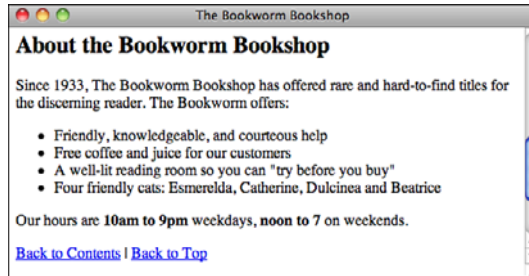 The Bookworm Bookshop
About the Bookworm Bookshop
Since 1933, The Bookworm Bookshop has offered rare and hard-to-find titles for
the discerning reader. The Bookworm offers:
• Friendly, knowledgeable, and courteous help
• Free coffee and juice for our customers
• A well-lit reading room so you can "try before you buy"
• Four friendly cats: Esmerelda, Catherine, Dulcinea and Beatrice
Our hours are 10am to 9pm weekdays, noon to 7 on weekends.
Back to Contents | Back to Top